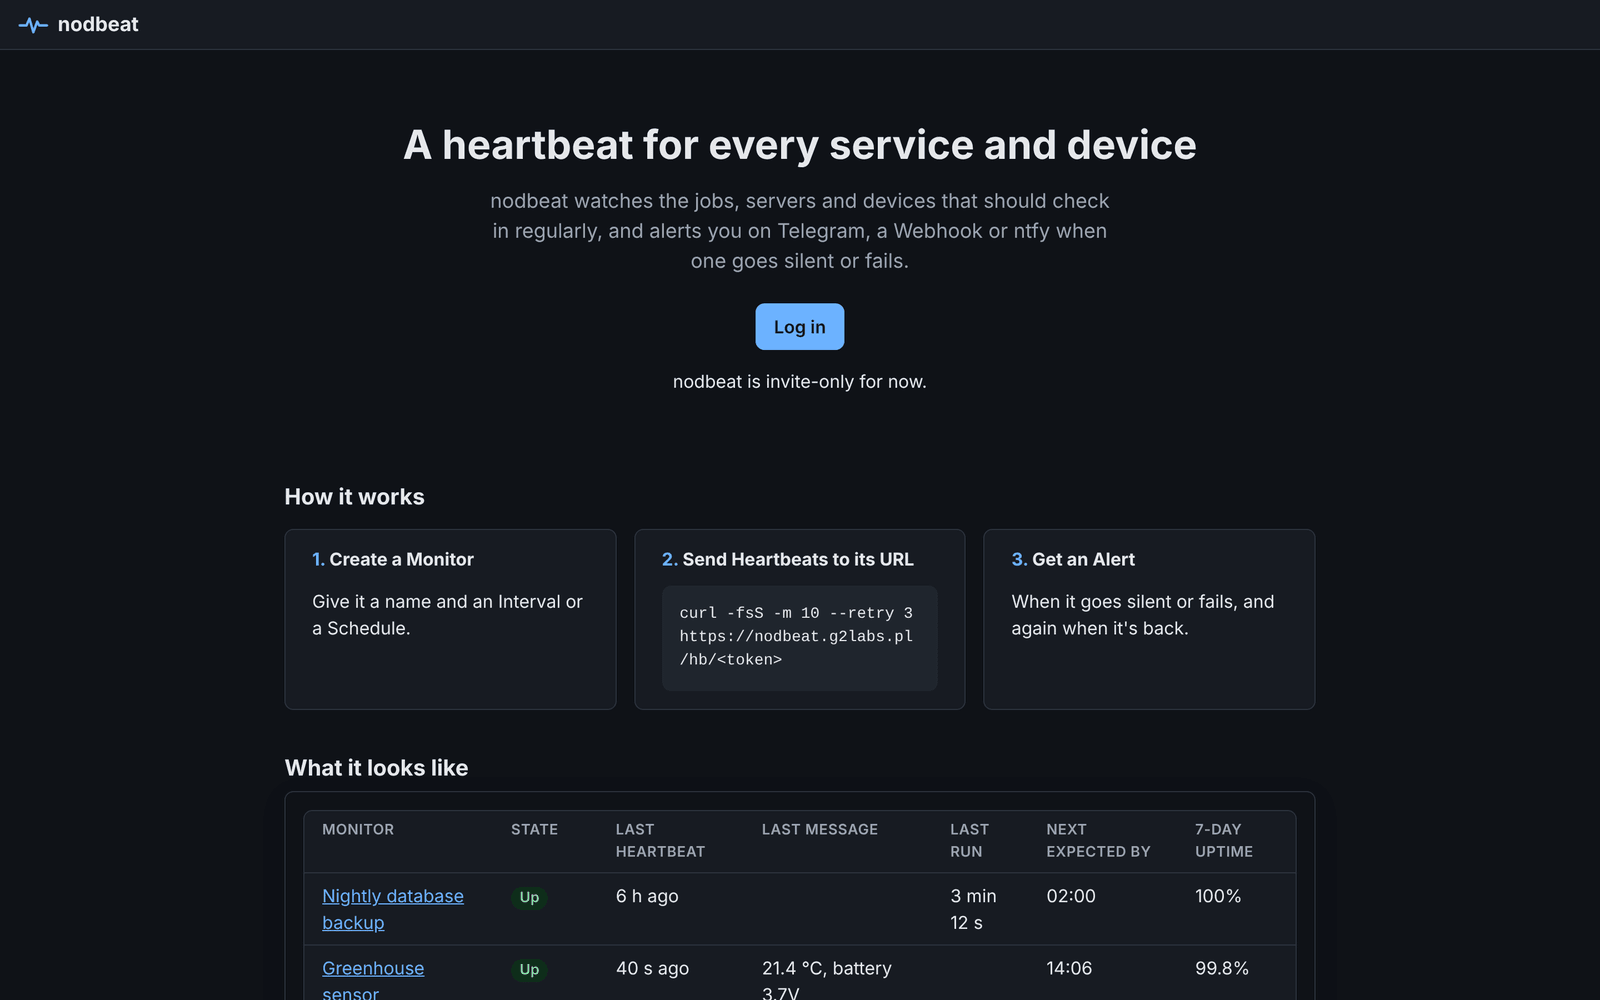 nodbeat
A heartbeat for every service and device
nodbeat watches the jobs, servers and devices that should check
in regularly, and alerts you on Telegram, a Webhook or ntfy when
one goes silent or fails.
Log in
nodbeat is invite-only for now.
How it works
1. Create a Monitor
Give it a name and an Interval or
a Schedule.
2. Send Heartbeats to its URL
curl -fsS -m 10 --retry 3
https://nodbeat.g2labs.pl
/hb/<token>
3. Get an Alert
When it goes silent or fails, and
again when it's back.
What it looks like
MONITOR STATE LAST HEARTBEAT LAST MESSAGE LAST RUN NEXT EXPECTED BY 7-DAY UPTIME
Nightly database backup Up 6 h ago 3 min 12 s 02:00 100%
Greenhouse sensor Up 40 s ago 21.4 °C, battery 3.7V 14:06 99.8%